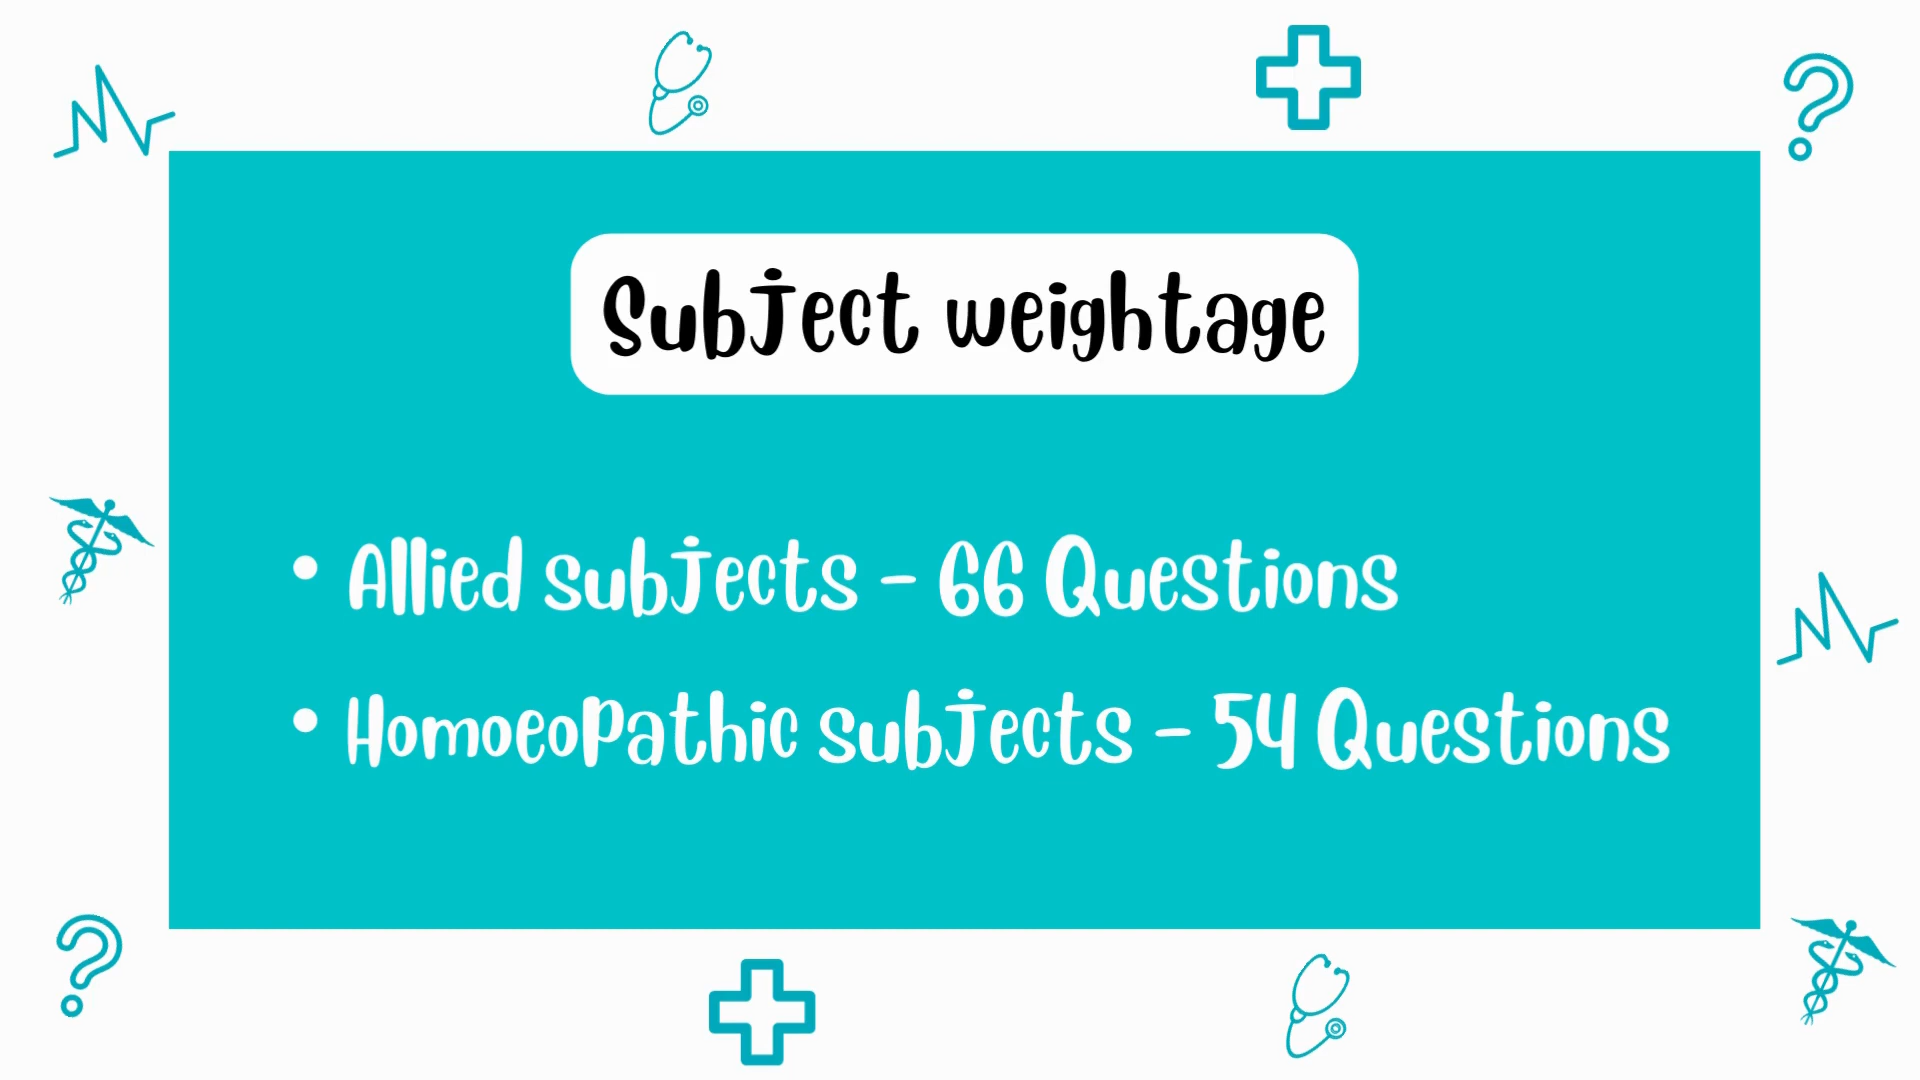 Subject weightage
• Allied subjects - 66 Questions
• Homoeopathic subjects - 54 Questions